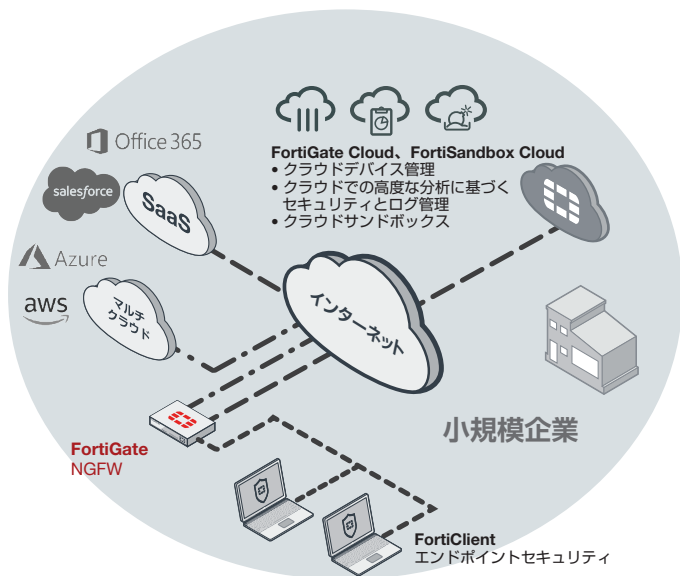 Office 365
salesforce
SaaS
Azure
aws
マルチ
クラウド
FortiGate Cloud、FortiSandbox Cloud
• クラウドデバイス管理
• クラウドでの高度な分析に基づく
セキュリティとログ管理
• クラウドサンドボックス
インターネット
小規模企業
FortiGate
NGFW
FortiClient
エンドポイントセキュリティ